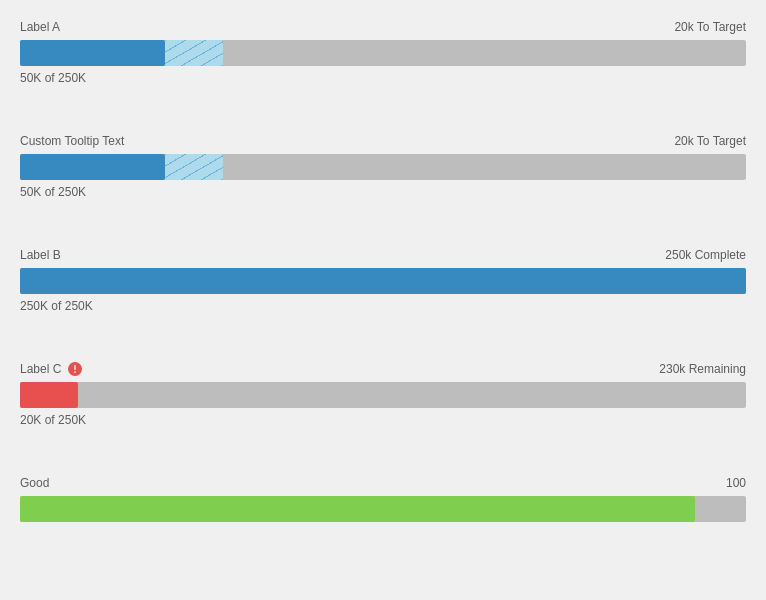 Label A 20k To Target
50K of 250K
Custom Tooltip Text 20k To Target
50K of 250K
Label B 250k Complete
250K of 250K
Label C 230k Remaining
20K of 250K
Good 100